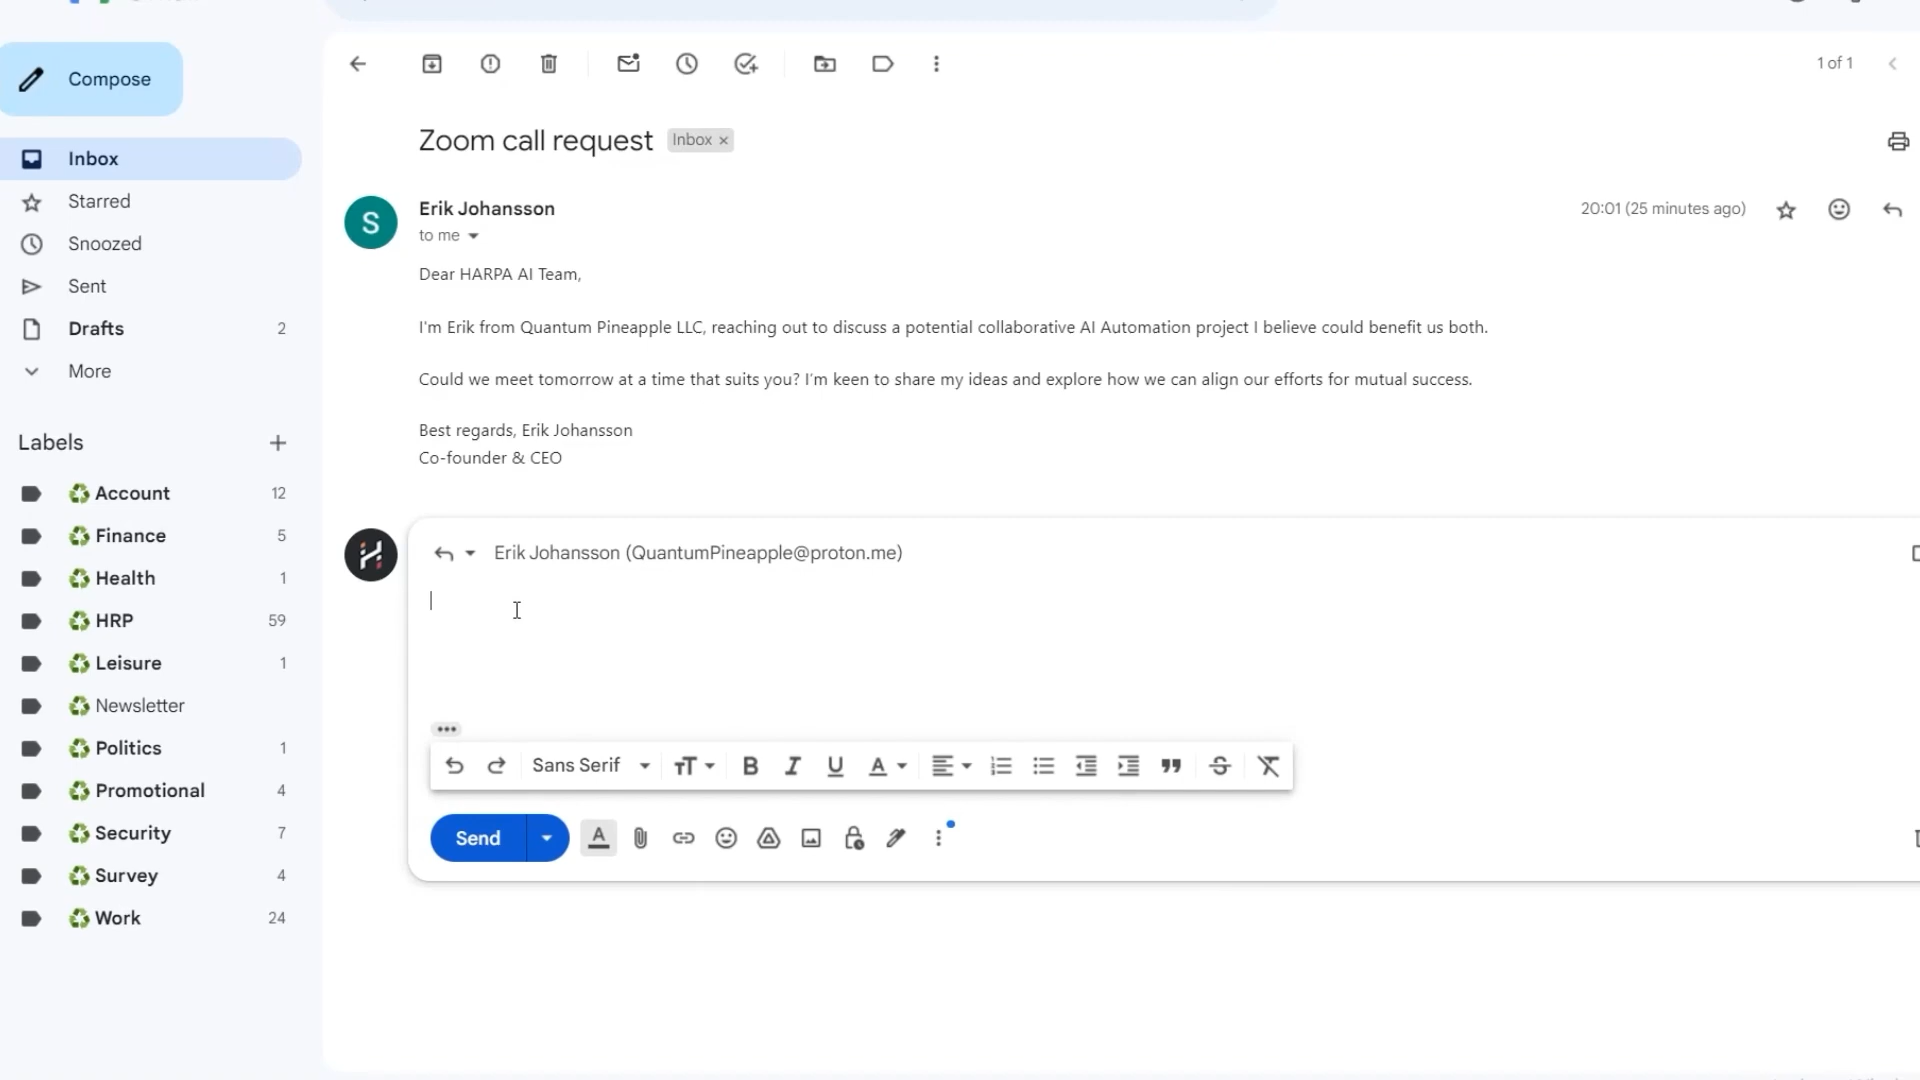 Compose
1 of 1
Inbox
Starred
Snoozed
Sent
Drafts 2
More
Labels
Account 12
Finance 5
Health 1
HRP 59
Leisure 1
Newsletter
Politics 1
Promotional 4
Security 7
Survey 4
Work 24
Zoom call request Inbox ×
S
Erik Johansson
20:01 (25 minutes ago)
to me
Dear HARPA AI Team,
I'm Erik from Quantum Pineapple LLC, reaching out to discuss a potential collaborative AI Automation project I believe could benefit us both.
Could we meet tomorrow at a time that suits you? I'm keen to share my ideas and explore how we can align our efforts for mutual success.
Best regards, Erik Johansson
Co-founder & CEO
Erik Johansson (QuantumPineapple@proton.me)
Sans Serif
Send